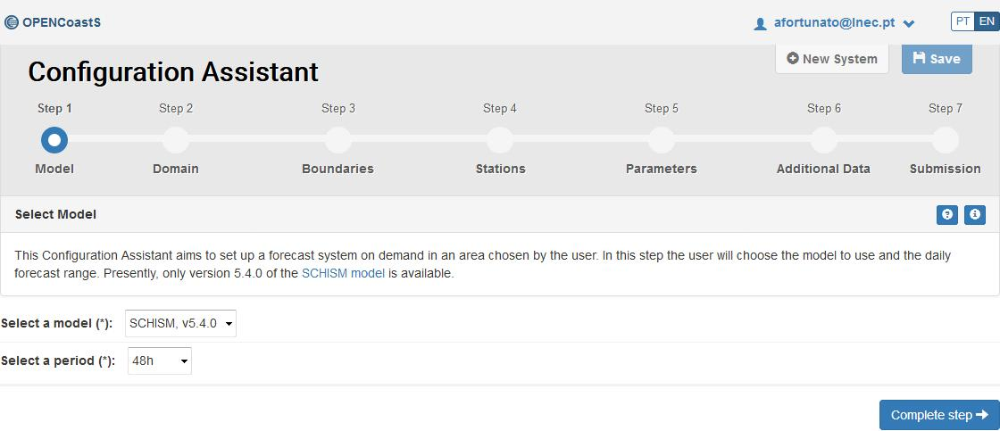 OPENCoastS
afortunato@lnec.pt
PT EN
Configuration Assistant
New System
Save
Step 1 Step 2 Step 3 Step 4 Step 5 Step 6 Step 7
Model Domain Boundaries Stations Parameters Additional Data Submission
Select Model
This Configuration Assistant aims to set up a forecast system on demand in an area chosen by the user. In this step the user will choose the model to use and the daily
forecast range. Presently, only version 5.4.0 of the SCHISM model is available.
Select a model (*): SCHISM, v5.4.0
Select a period (*): 48h
Complete step